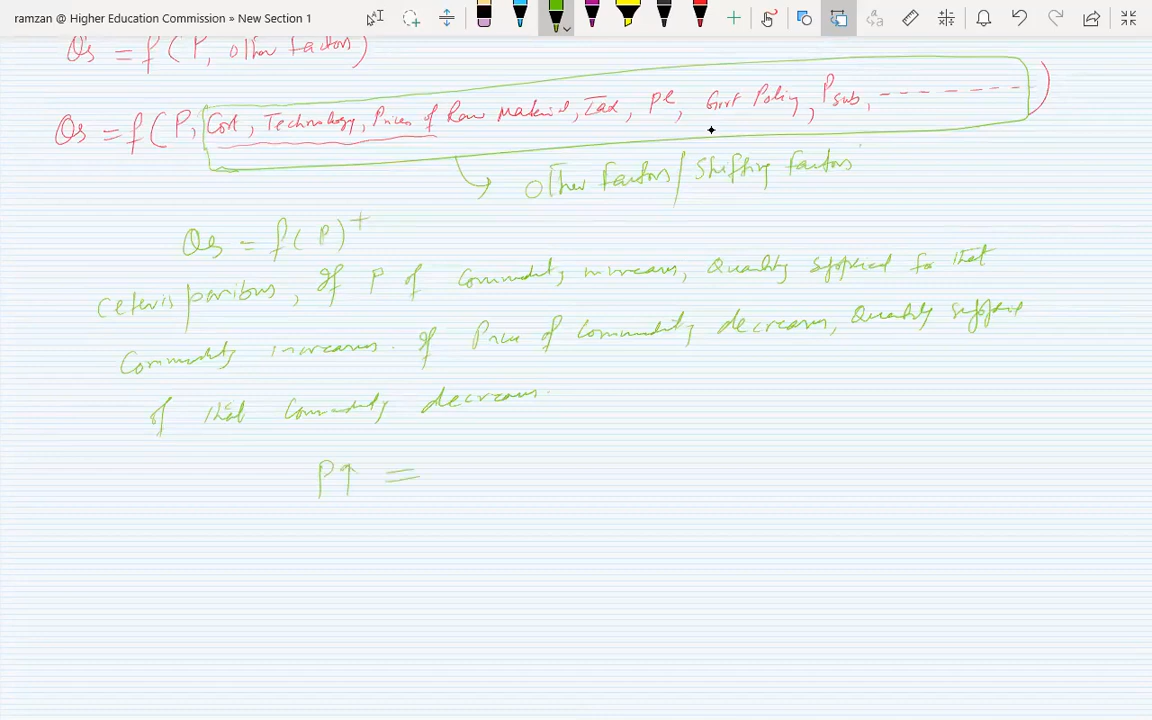 ramzan @ Higher Education Commission » New Section 1
Qs = f(P, other factors)
Qs = f(P, Cost, Technology, Prices of Raw Material, Tax, Pe, Govt Policy, Psub, --------)
other factors / Shifting factors
Qs = f(P)+
Ceteris paribus, If P of Commodity increases, Quantity supplied for that
Commodity increases. If Price of Commodity decreases, Quantity supplied
of that Commodity decreases.
P↑ =